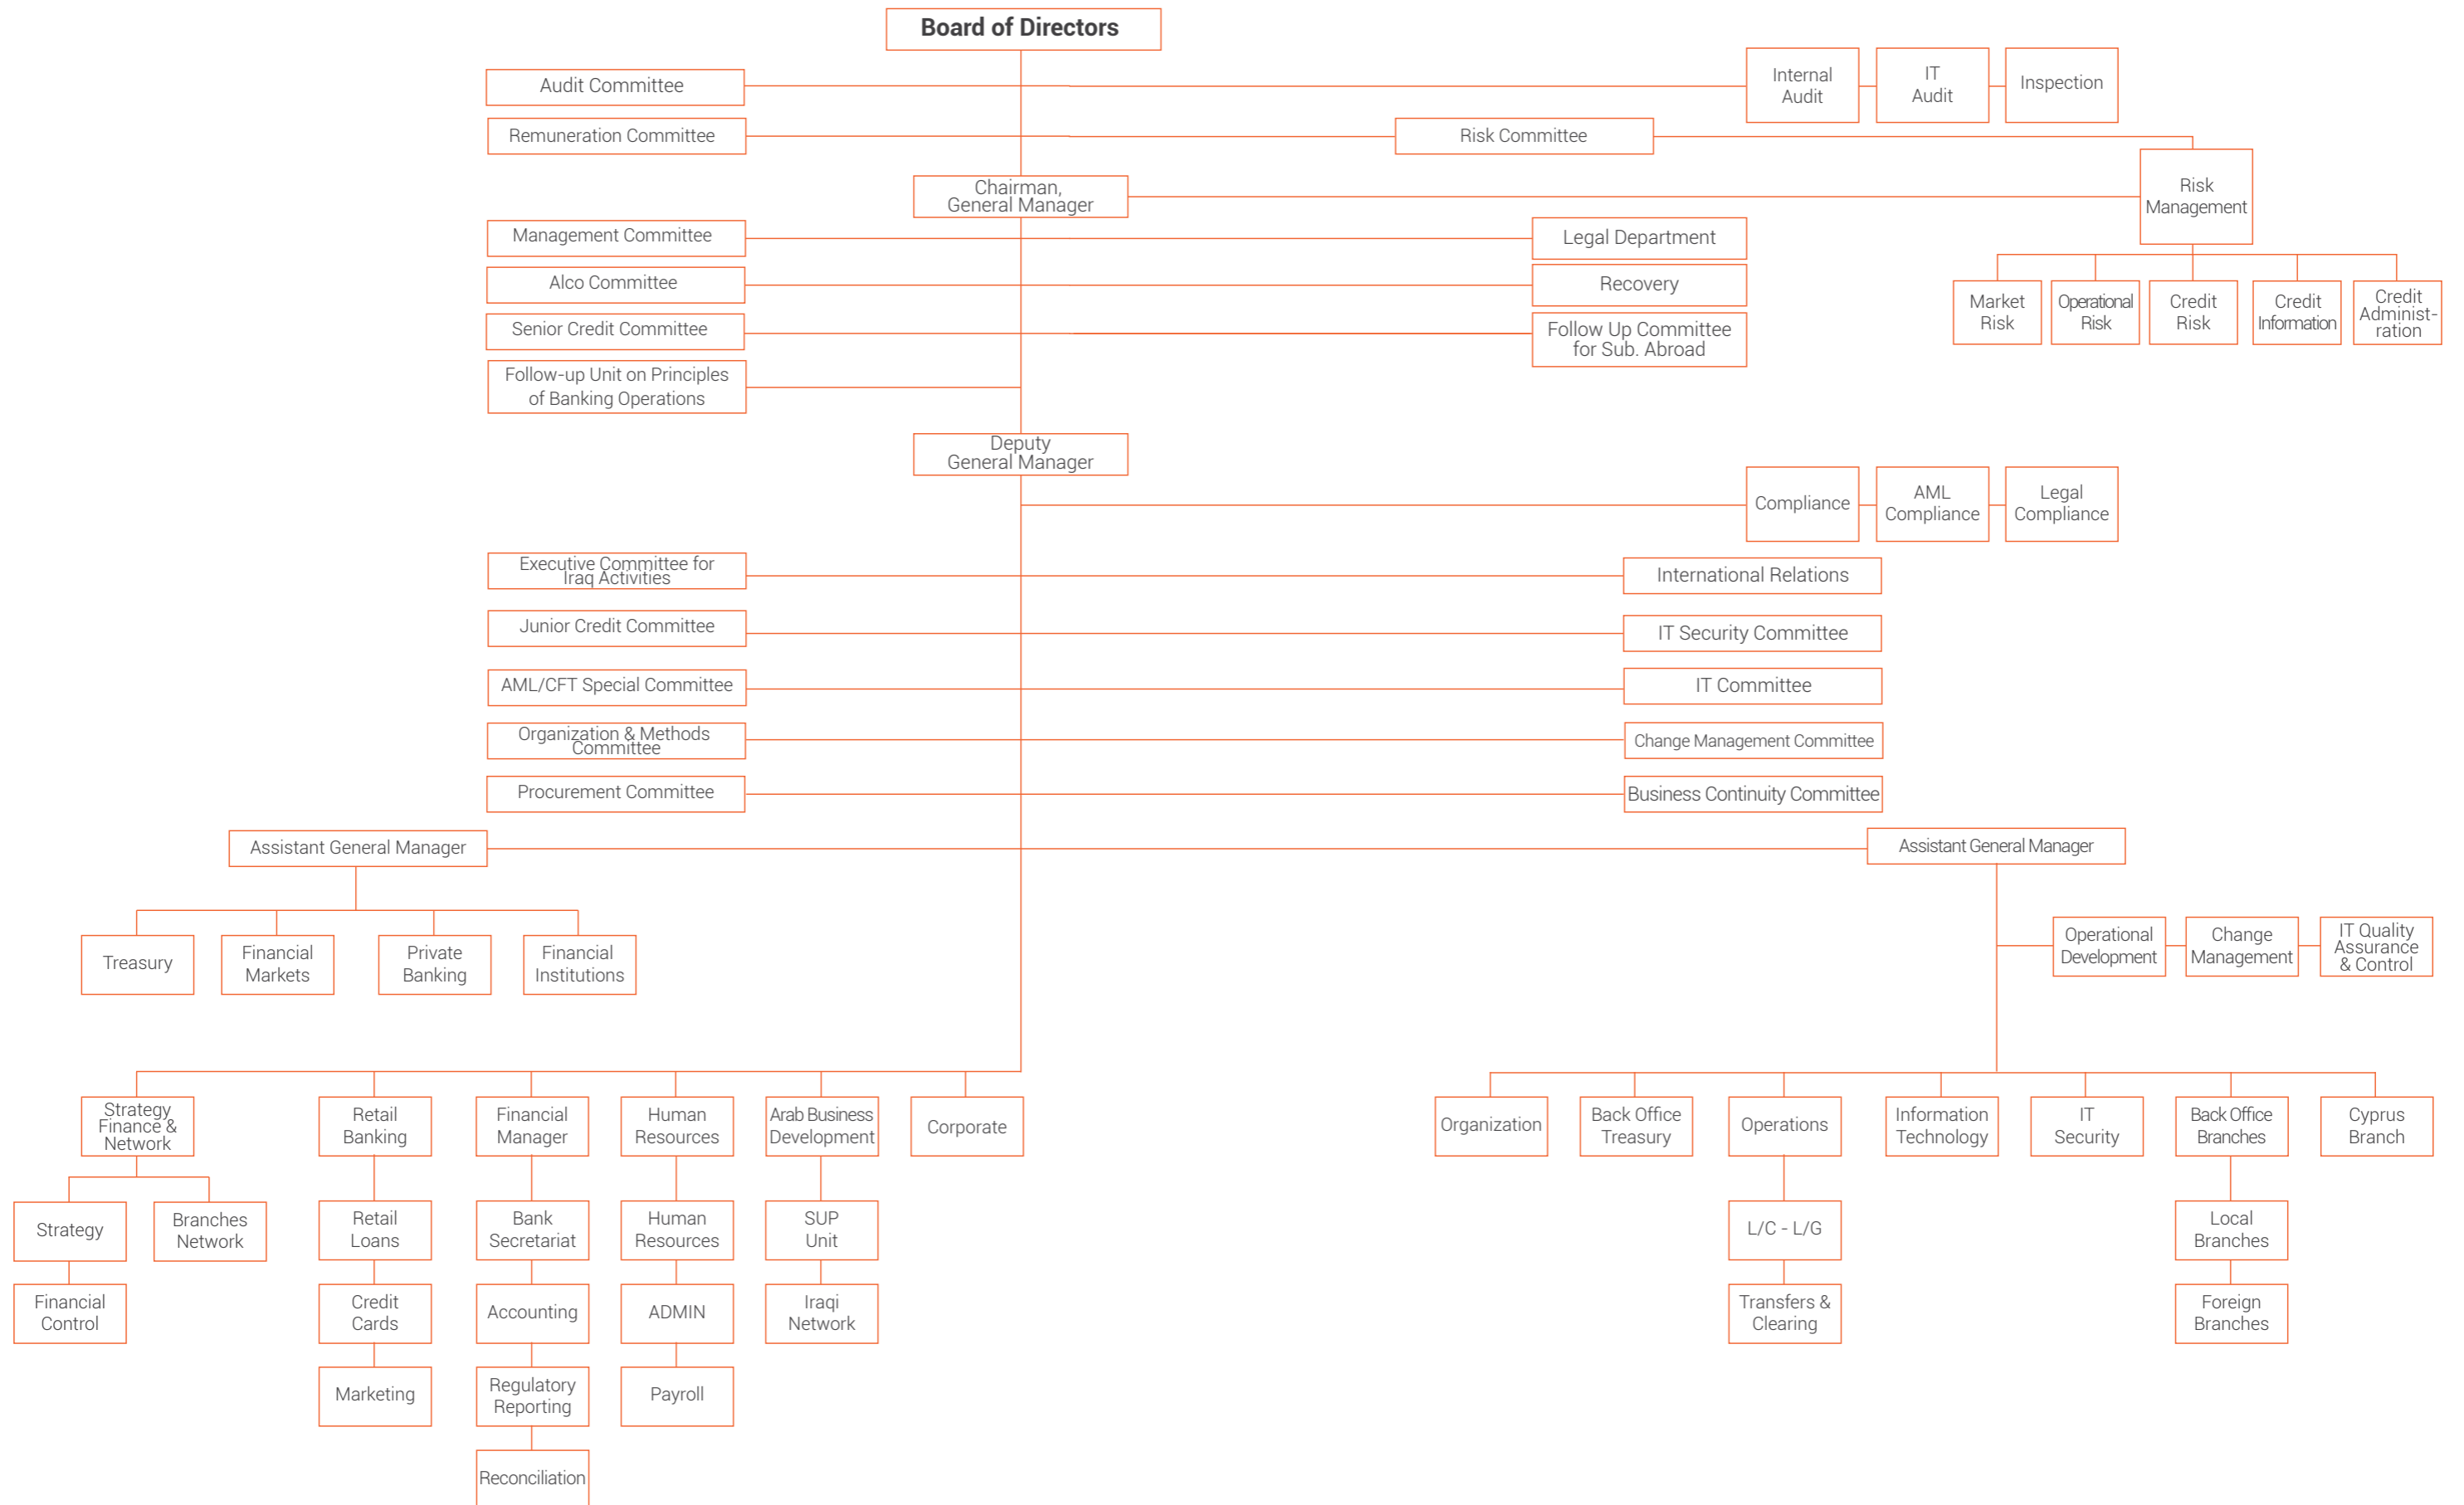 Board of Directors
Audit Committee
Internal
Audit
IT
Audit
Inspection
Remuneration Committee
Risk Committee
Risk
Management
Chairman,
General Manager
Management Committee
Legal Department
Alco Committee
Recovery
Market
Risk
Operational
Risk
Credit
Risk
Credit
Information
Credit
Administ-
ration
Senior Credit Committee
Follow Up Committee
for Sub. Abroad
Follow-up Unit on Principles
of Banking Operations
Deputy
General Manager
Compliance
AML
Compliance
Legal
Compliance
Executive Committee for
Iraq Activities
International Relations
Junior Credit Committee
IT Security Committee
AML/CFT Special Committee
IT Committee
Organization & Methods
Committee
Change Management Committee
Procurement Committee
Business Continuity Committee
Assistant General Manager
Assistant General Manager
Treasury
Financial
Markets
Private
Banking
Financial
Institutions
Operational
Development
Change
Management
IT Quality
Assurance
& Control
Strategy
Finance &
Network
Retail
Banking
Financial
Manager
Human
Resources
Arab Business
Development
Corporate
Organization
Back Office
Treasury
Operations
Information
Technology
IT
Security
Back Office
Branches
Cyprus
Branch
Strategy
Branches
Network
Retail
Loans
Bank
Secretariat
Human
Resources
SUP
Unit
L/C - L/G
Local
Branches
Financial
Control
Credit
Cards
Accounting
ADMIN
Iraqi
Network
Transfers &
Clearing
Foreign
Branches
Marketing
Regulatory
Reporting
Payroll
Reconciliation